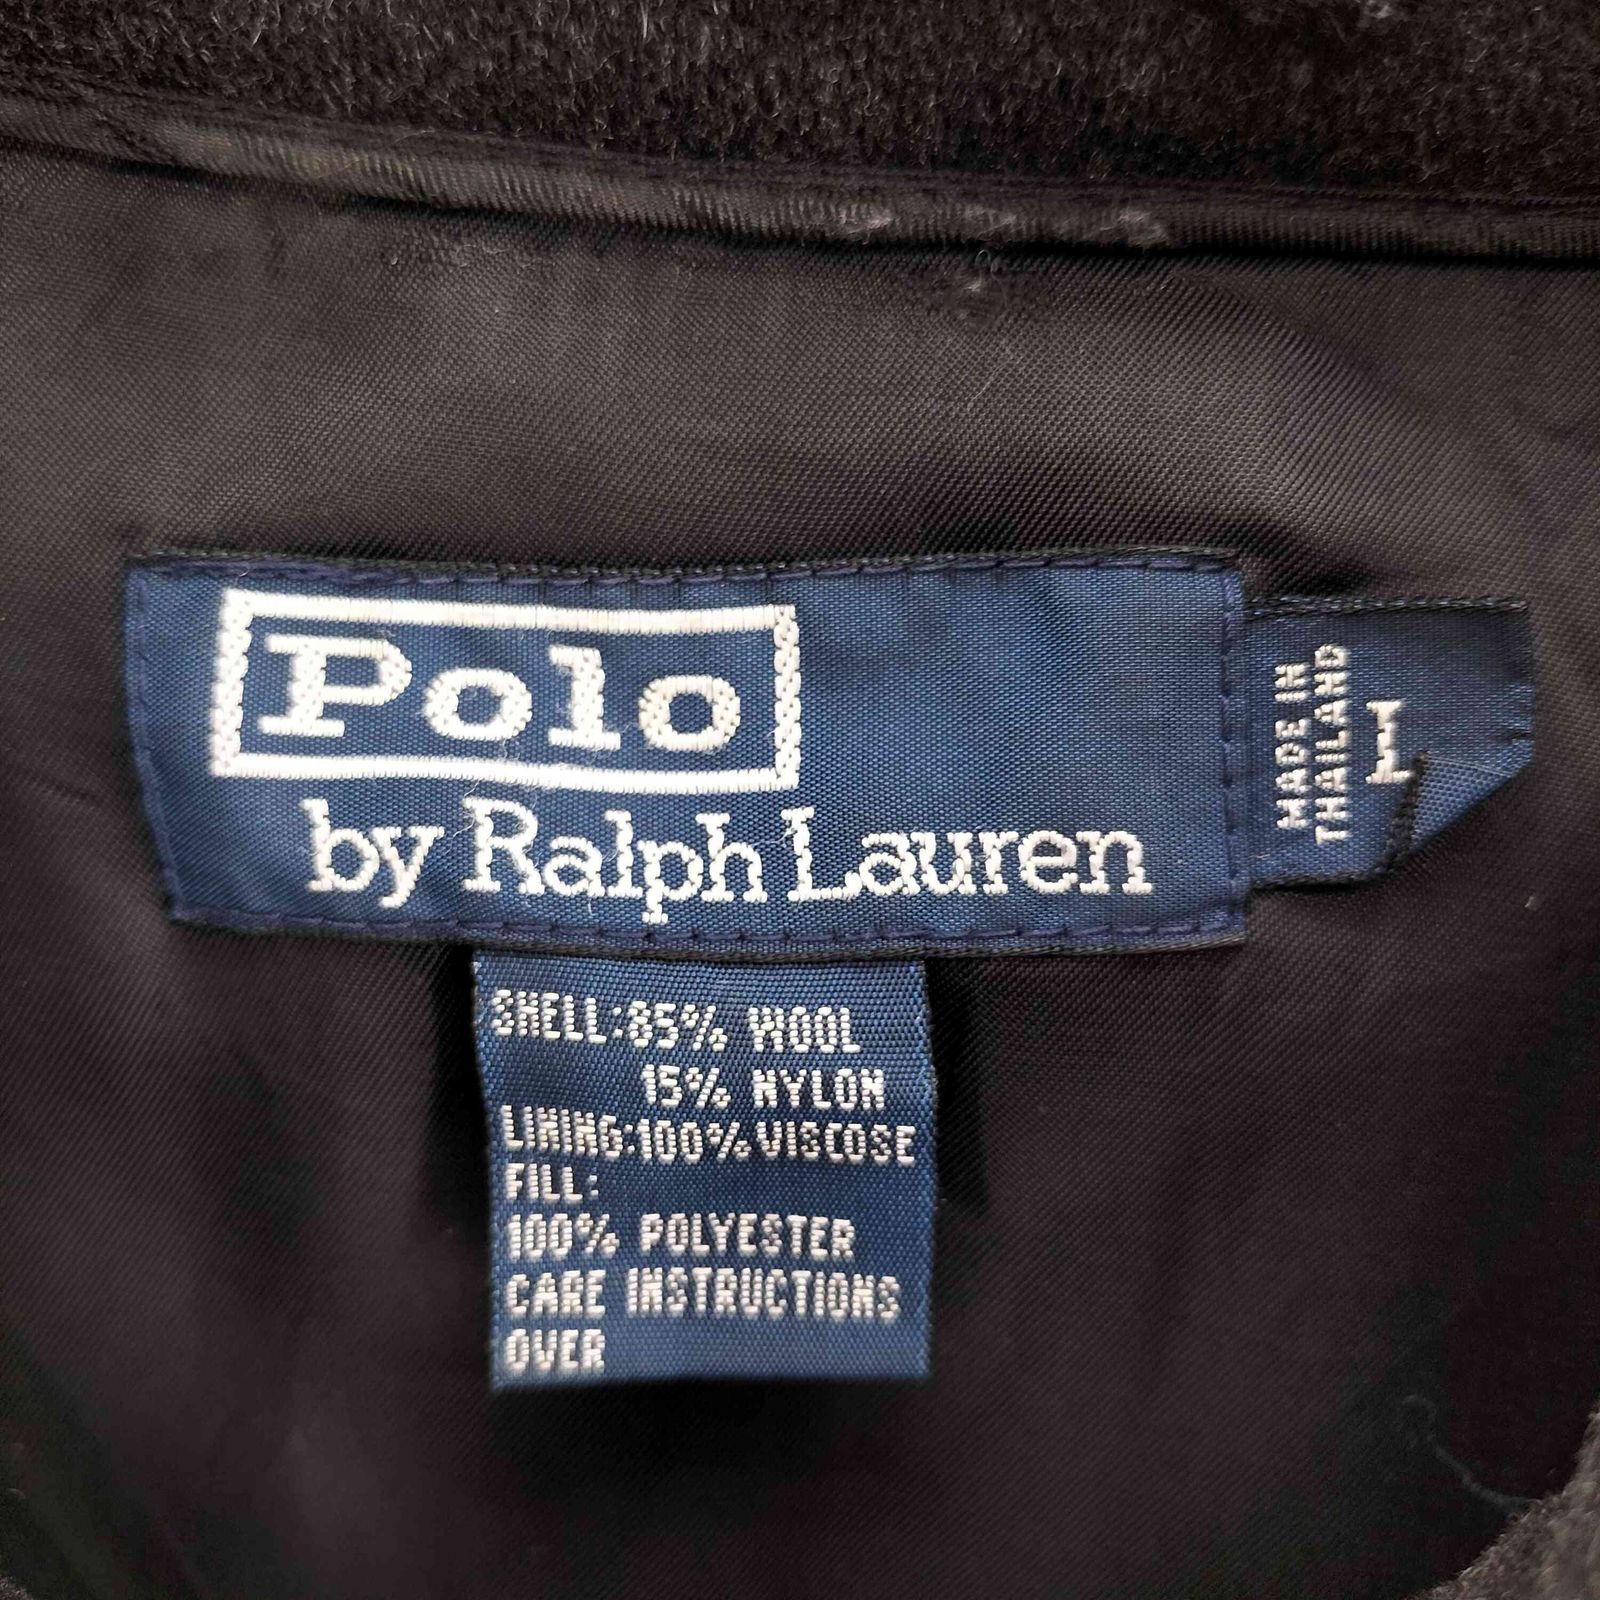 Polo
by Ralph Lauren
MADE IN
THAILAND
L
SHELL:85% WOOL
15% NYLON
LINING:100% VISCOSE
FILL:
100% POLYESTER
CARE INSTRUCTIONS
OVER